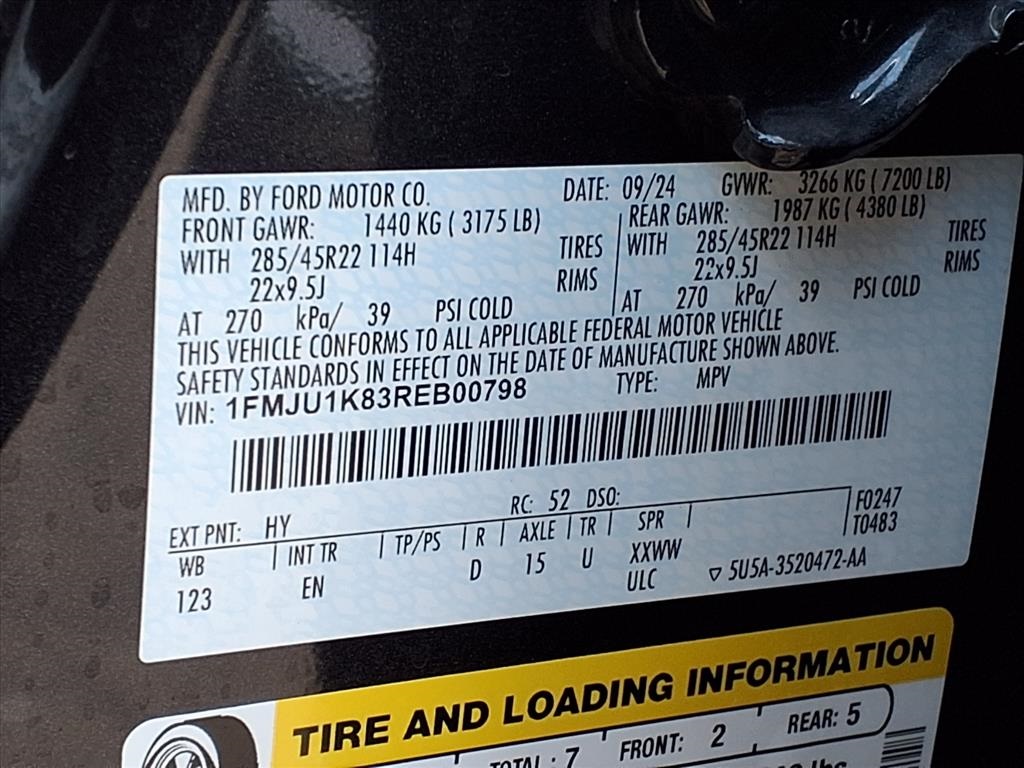 MFD. BY FORD MOTOR CO. DATE: 09/24 GVWR: 3266 KG ( 7200 LB)
FRONT GAWR: 1440 KG ( 3175 LB) REAR GAWR: 1987 KG ( 4380 LB)
WITH 285/45R22 114H TIRES WITH 285/45R22 114H TIRES
22x9.5J RIMS 22x9.5J RIMS
AT 270 kPa/ 39 PSI COLD AT 270 kPa/ 39 PSI COLD
THIS VEHICLE CONFORMS TO ALL APPLICABLE FEDERAL MOTOR VEHICLE
SAFETY STANDARDS IN EFFECT ON THE DATE OF MANUFACTURE SHOWN ABOVE.
VIN: 1FMJU1K83REB00798 TYPE: MPV
EXT PNT: HY RC: 52 DSO: F0247
WB INT TR TP/PS R AXLE TR SPR T0483
123 EN D 15 U XXWW
ULC ▽ 5U5A-3520472-AA
TIRE AND LOADING INFORMATION
TOTAL : 7 FRONT: 2 REAR: 5
lbs